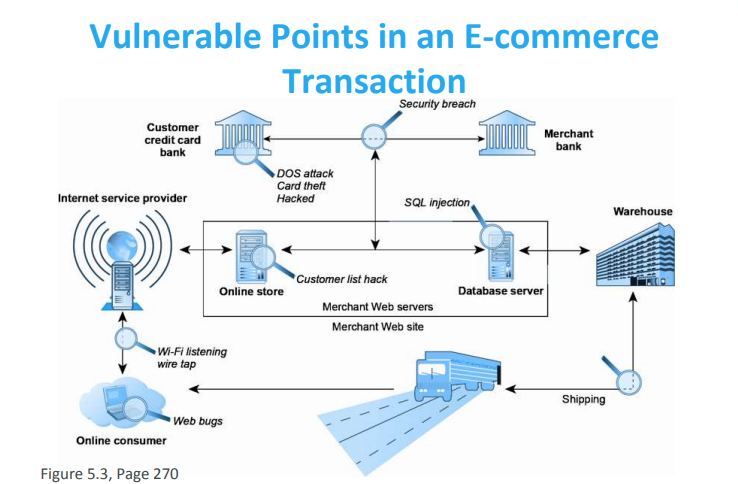 Vulnerable Points in an E-commerce
Transaction
Security breach
Customer
credit card
bank
Merchant
bank
DOS attack
Card theft
Hacked
Internet service provider
SQL injection
Warehouse
Customer list hack
Online store
Database server
Merchant Web servers
Merchant Web site
Wi-Fi listening
wire tap
Shipping
Web bugs
Online consumer
Figure 5.3, Page 270